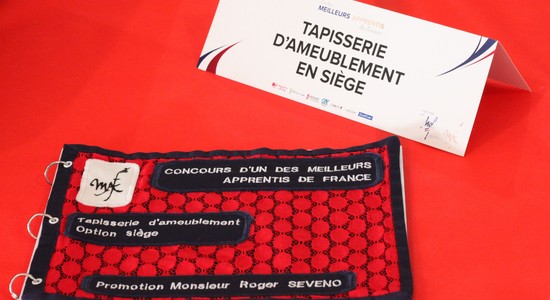 MEILLEURS APPRENTIS
TAPISSERIE
D'AMEUBLEMENT
EN SIÈGE
maf
CONCOURS D'UN DES MEILLEURS
APPRENTIS DE FRANCE
Tapisserie d'ameublement
Option siège
Promotion Monsieur Roger SEVENO